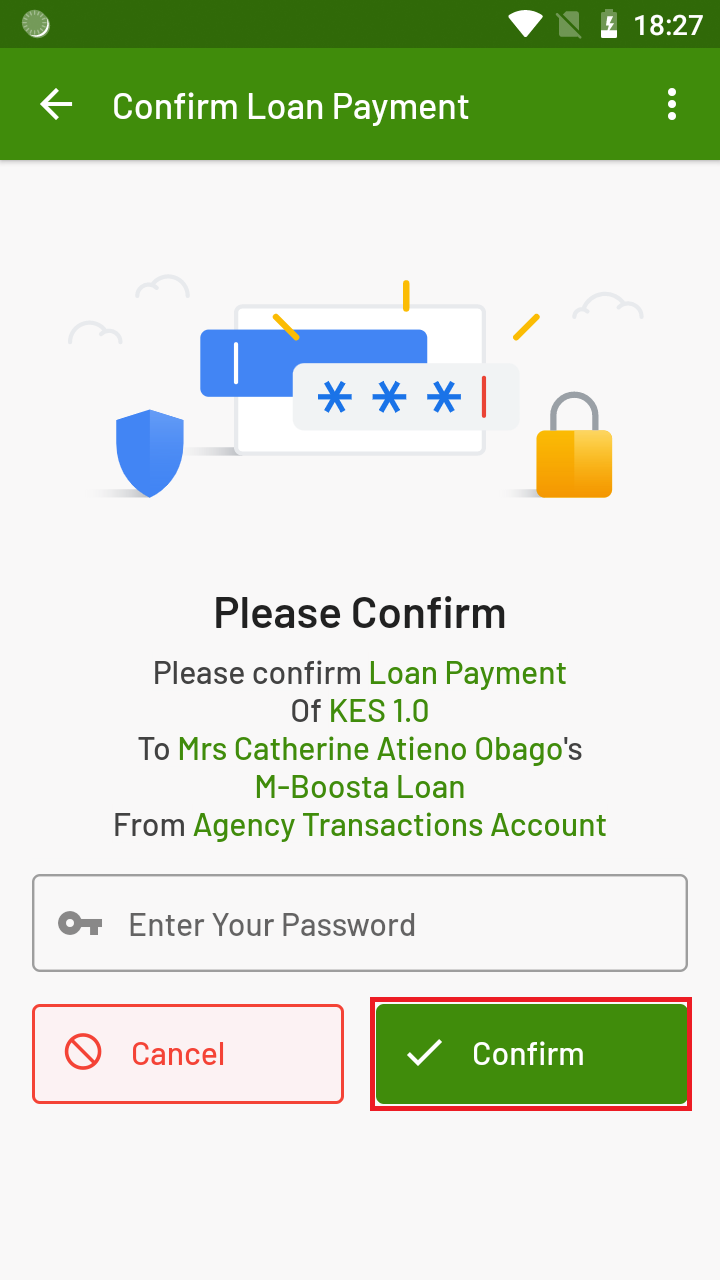 18:27
Confirm Loan Payment
***
Please Confirm
Please confirm Loan Payment
Of KES 1.0
To Mrs Catherine Atieno Obago's
M-Boosta Loan
From Agency Transactions Account
Enter Your Password
Cancel
Confirm